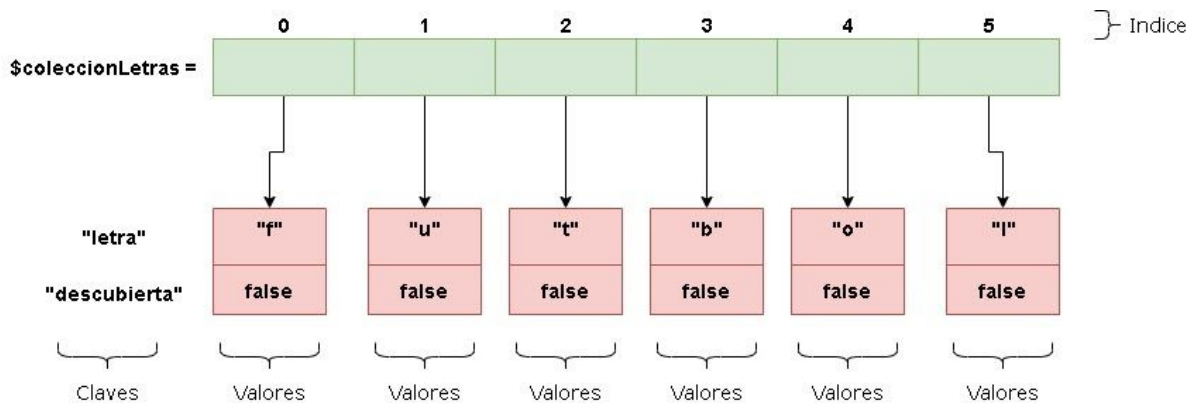 0 1 2 3 4 5 Indice
$coleccionLetras =
"letra" "f" "u" "t" "b" "o" "l"
"descubierta" false false false false false false
Claves Valores Valores Valores Valores Valores Valores